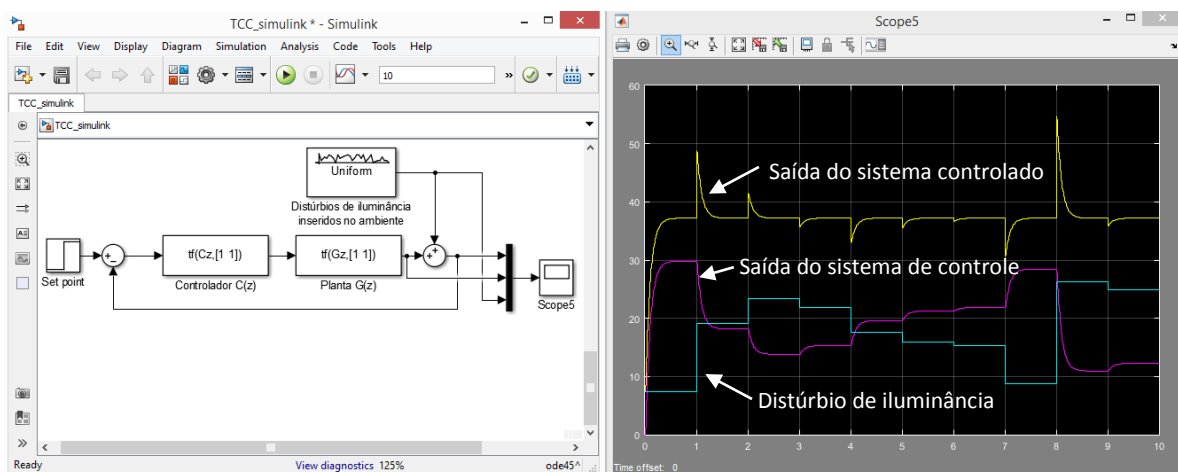 TCC_simulink * - Simulink
File Edit View Display Diagram Simulation Analysis Code Tools Help
10
»
TCC_simulink
TCC_simulink
Uniform
Distúrbios de iluminância
inseridos no ambiente
Set point
tf(Cz,[1 1])
Controlador C(z)
tf(Gz,[1 1])
Planta G(z)
Scope5
»
Ready
View diagnostics 125%
ode45^
Scope5
60
50
40
30
20
10
0
0 1 2 3 4 5 6 7 8 9 10
Saída do sistema controlado
Saída do sistema de controle
Distúrbio de iluminância
Time offset: 0